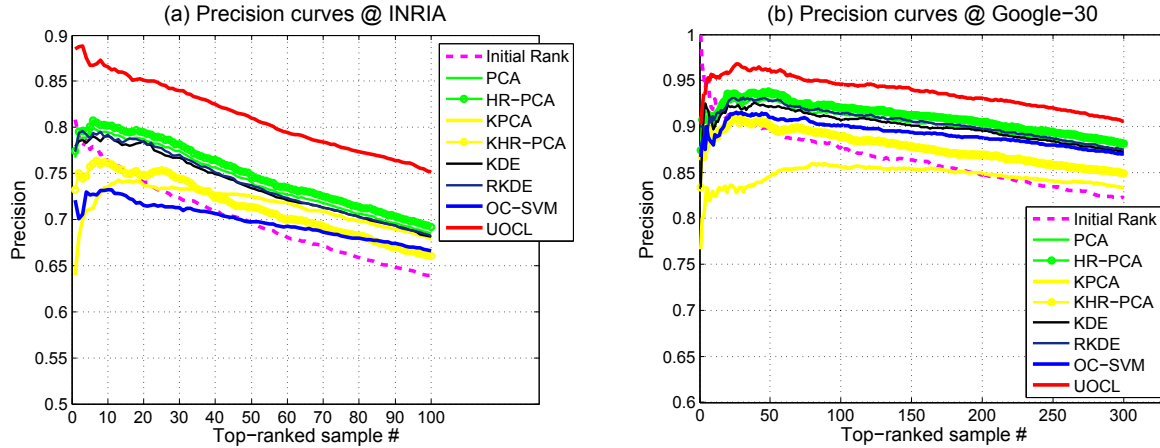 (a) Precision curves @ INRIA
0.9
0.85
0.8
0.75
0.7
0.65
0.6
0.55
0.5
Precision
0 10 20 30 40 50 60 70 80 90 100
Top-ranked sample #
Initial Rank
PCA
HR-PCA
KPCA
KHR-PCA
KDE
RKDE
OC-SVM
UOCL
(b) Precision curves @ Google-30
1
0.95
0.9
0.85
0.8
0.75
0.7
0.65
0.6
Precision
0 50 100 150 200 250 300
Top-ranked sample #
Initial Rank
PCA
HR-PCA
KPCA
KHR-PCA
KDE
RKDE
OC-SVM
UOCL